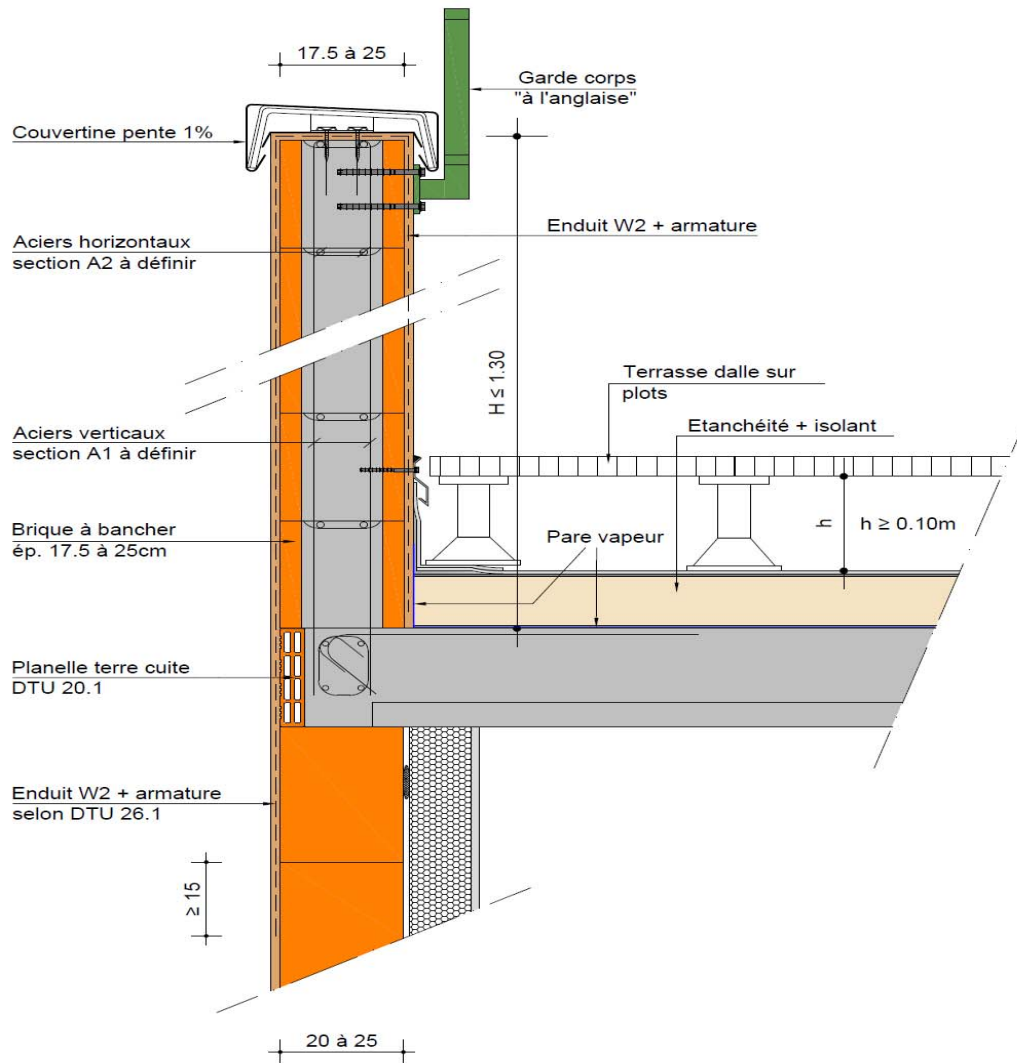 17.5 à 25
Garde corps
"à l'anglaise"
Couvertine pente 1%
Enduit W2 + armature
Aciers horizontaux
section A2 à définir
H ≤ 1.30
Terrasse dalle sur
plots
Etanchéité + isolant
Aciers verticaux
section A1 à définir
h
h ≥ 0.10m
Brique à bancher
ép. 17.5 à 25cm
Pare vapeur
Planelle terre cuite
DTU 20.1
Enduit W2 + armature
selon DTU 26.1
≥ 15
20 à 25